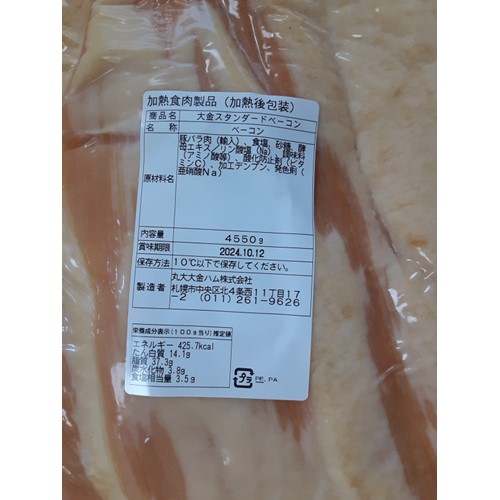 加熱食肉製品（加熱後包装）
商品名 大金スタンダードベーコン
名称 ベーコン
原材料名 豚バラ肉（輸入）、食塩、砂糖、酵
母エキス／リン酸塩（Na）、調味料
（アミノ酸等）、酸化防止剤（ビタ
ミンC）、加工デンプン、発色剤（
亜硝酸Na）
内容量 4550g
賞味期限 2024.10.12
保存方法 10℃以下で保存してください。
製造者 丸大大金ハム株式会社
札幌市中央区北4条西11丁目17
－2 （011）261-9626
栄養成分表示(100g当り)推定値
エネルギー 425.7kcal
たん白質 14.1g
脂質 37.3g
炭水化物 3.8g
食塩相当量 3.5g
プラ PE, PA